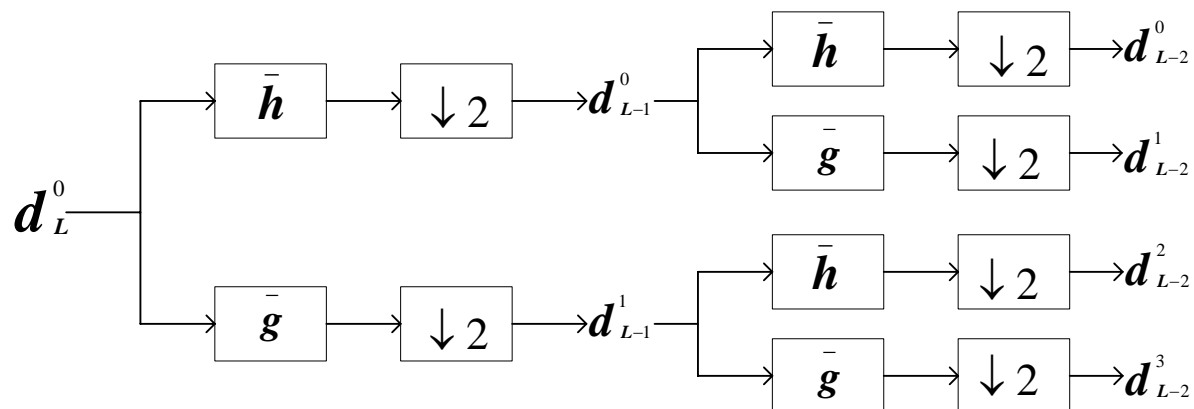 h̄ ↓2 d⁰_{L−2}
h̄ ↓2 d⁰_{L−1}
ḡ ↓2 d¹_{L−2}
d⁰_L
h̄ ↓2 d²_{L−2}
ḡ ↓2 d¹_{L−1}
ḡ ↓2 d³_{L−2}